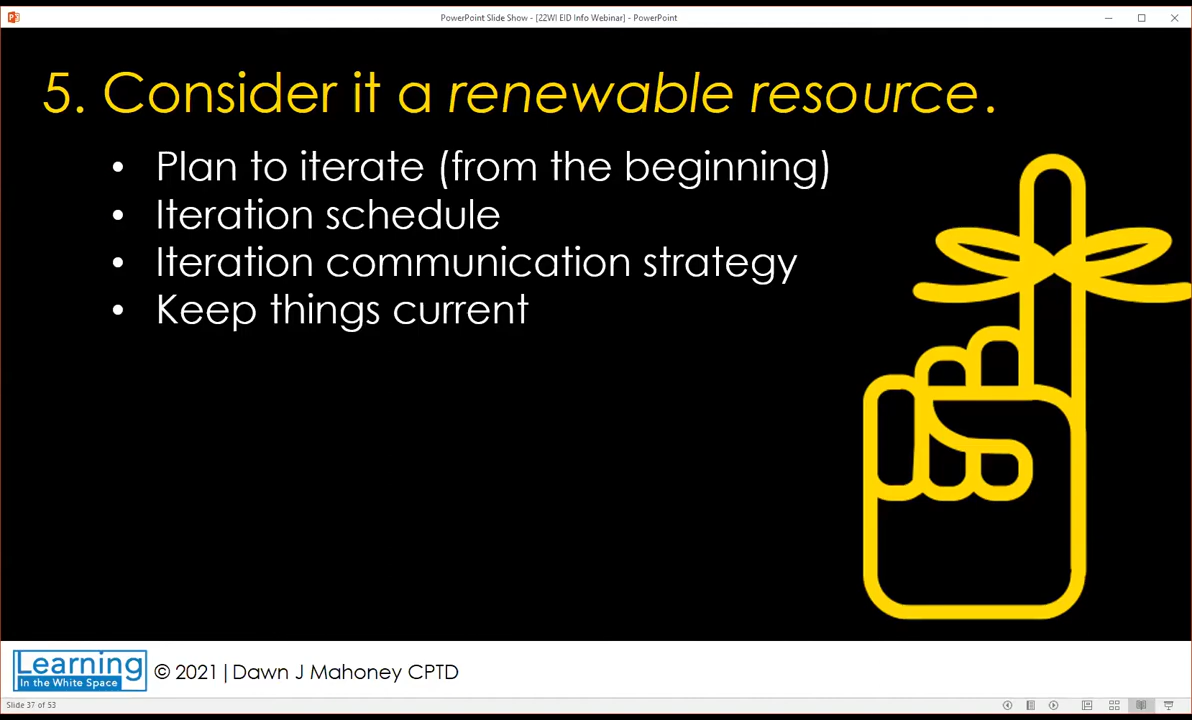 PowerPoint Slide Show - [22WI EID Info Webinar] - PowerPoint
5. Consider it a renewable resource.
• Plan to iterate (from the beginning)
• Iteration schedule
• Iteration communication strategy
• Keep things current
Learning
In the White Space
© 2021 | Dawn J Mahoney CPTD
Slide 37 of 53